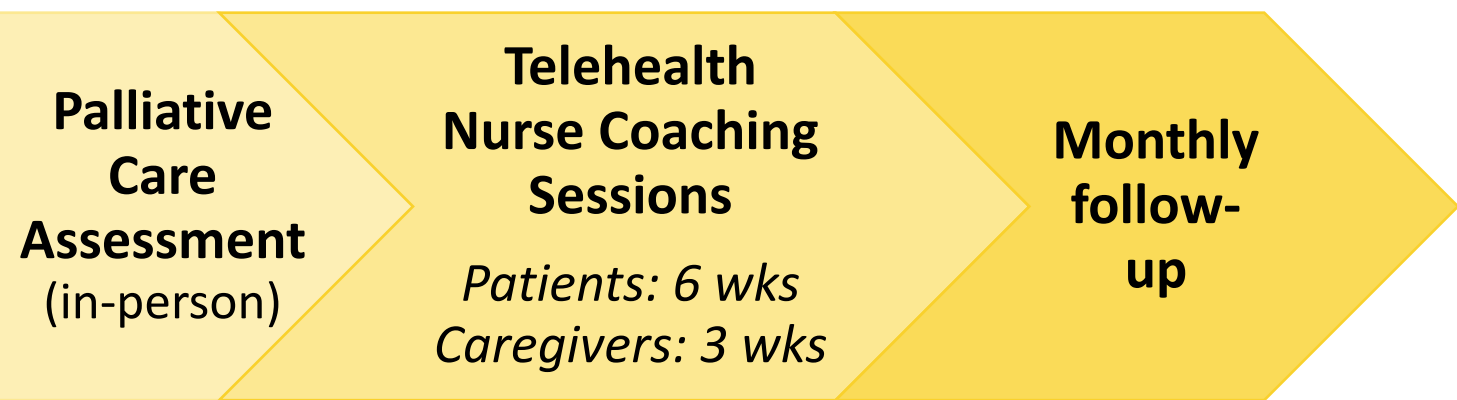 Palliative
Care
Assessment
(in-person)
Telehealth
Nurse Coaching
Sessions
Patients: 6 wks
Caregivers: 3 wks
Monthly
follow-
up